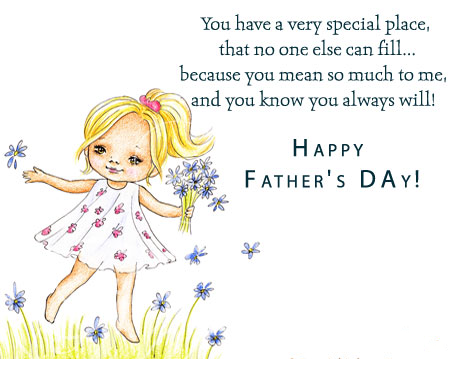 You have a very special place,
that no one else can fill...
because you mean so much to me,
and you know you always will!
Happy
Father's DAy!